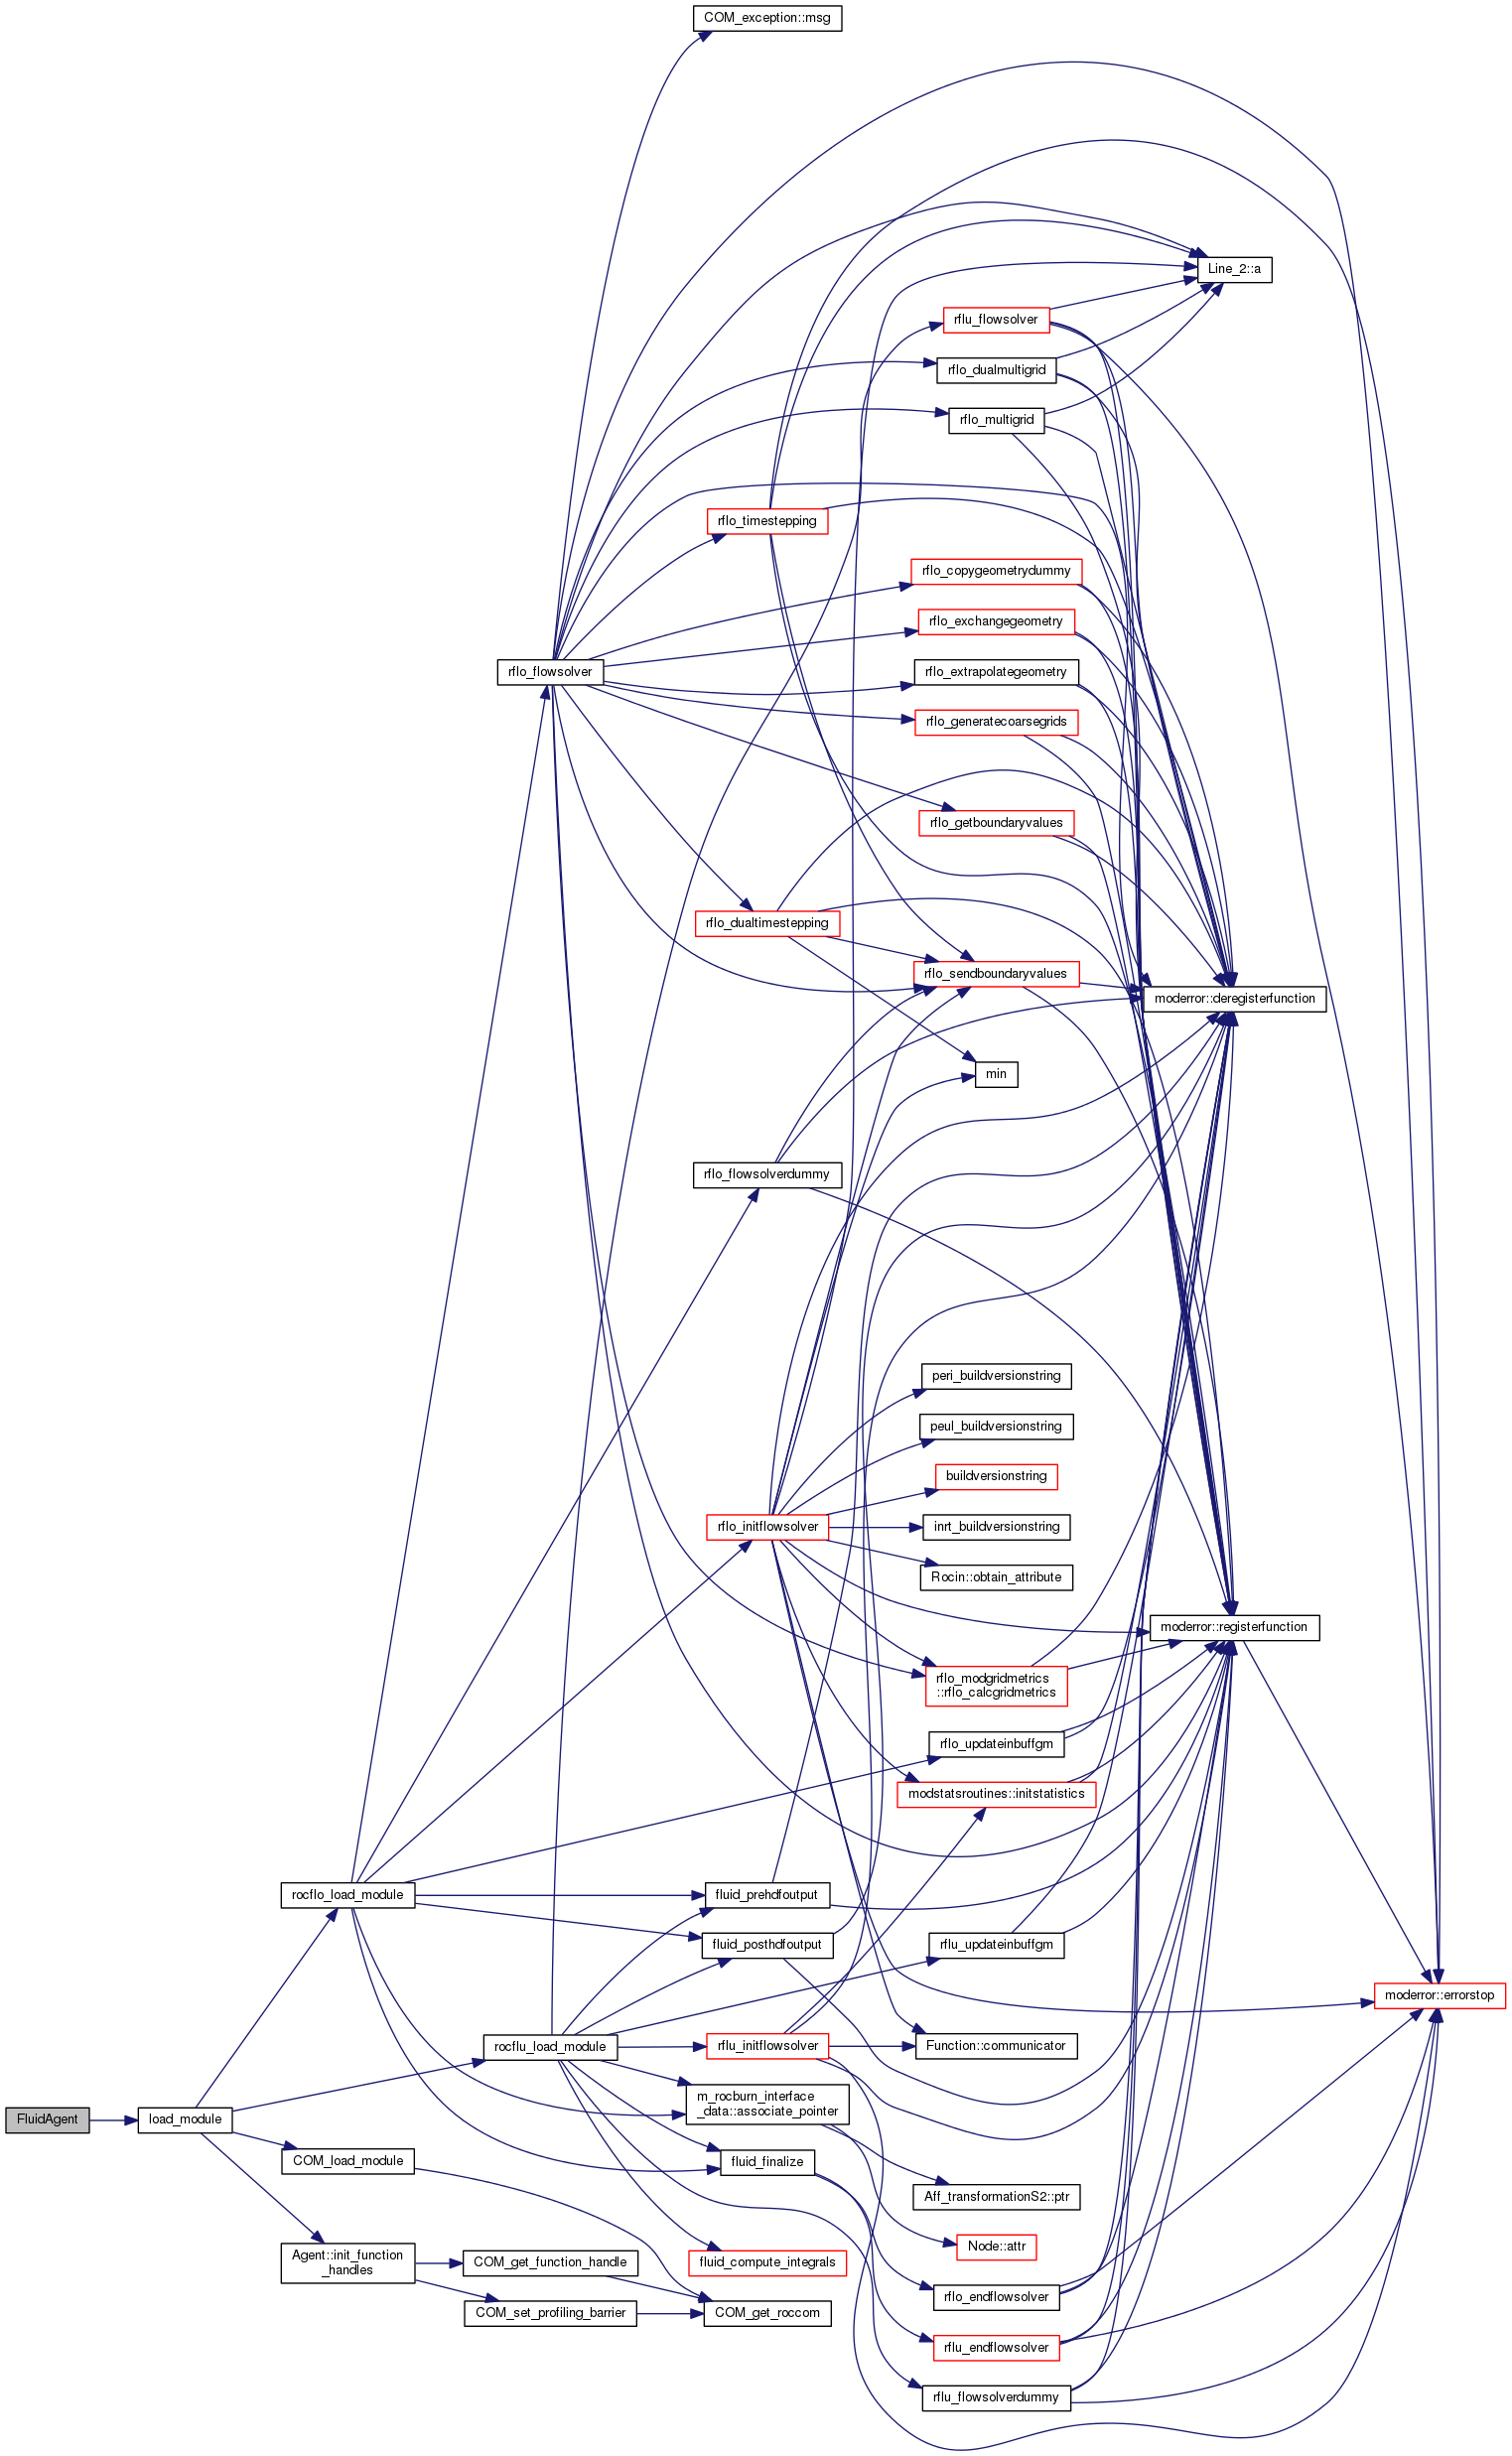 COM_exception::msg
Line_2::a
rflu_flowsolver
rflo_dualmultigrid
rflo_multigrid
rflo_timestepping
rflo_copygeometrydummy
rflo_exchangegeometry
rflo_flowsolver
rflo_extrapolategeometry
rflo_generatecoarsegrids
rflo_getboundaryvalues
rflo_dualtimestepping
rflo_sendboundaryvalues
moderror::deregisterfunction
min
rflo_flowsolverdummy
peri_buildversionstring
peul_buildversionstring
buildversionstring
rflo_initflowsolver
inrt_buildversionstring
Rocin::obtain_attribute
moderror::registerfunction
rflo_modgridmetrics
::rflo_calcgridmetrics
rflo_updateinbuffgm
modstatsroutines::initstatistics
rocflo_load_module
fluid_prehdfoutput
fluid_posthdfoutput
rflu_updateinbuffgm
moderror::errorstop
rocflu_load_module
rflu_initflowsolver
Function::communicator
m_rocburn_interface
_data::associate_pointer
FluidAgent
load_module
COM_load_module
fluid_finalize
Aff_transformationS2::ptr
Node::attr
Agent::init_function
_handles
COM_get_function_handle
fluid_compute_integrals
rflo_endflowsolver
COM_set_profiling_barrier
COM_get_roccom
rflu_endflowsolver
rflu_flowsolverdummy